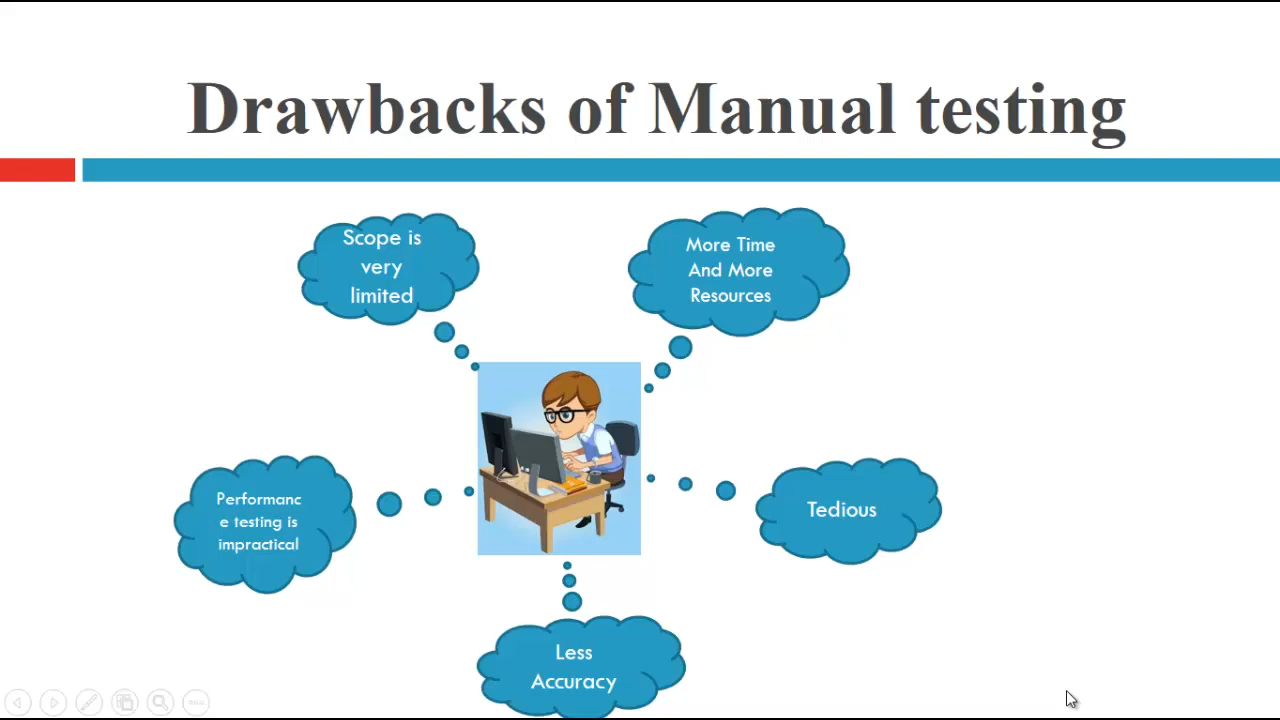 Drawbacks of Manual testing
Scope is
very
limited
More Time
And More
Resources
Performanc
e testing is
impractical
Tedious
Less
Accuracy